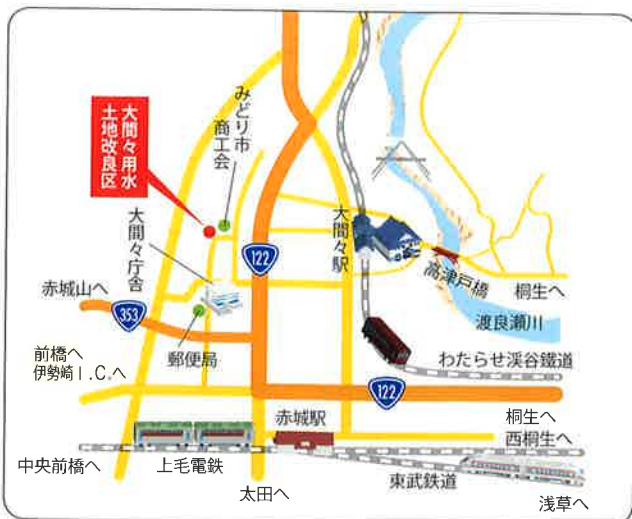 大間々用水
土地改良区
みどり市
商工会
大間々庁舎
大間々駅
122
高津戸橋
桐生へ
渡良瀬川
赤城山へ
353
郵便局
前橋へ
伊勢崎I.C.へ
わたらせ渓谷鐵道
122
桐生へ
赤城駅
西桐生へ
中央前橋へ
上毛電鉄
東武鉄道
太田へ
浅草へ